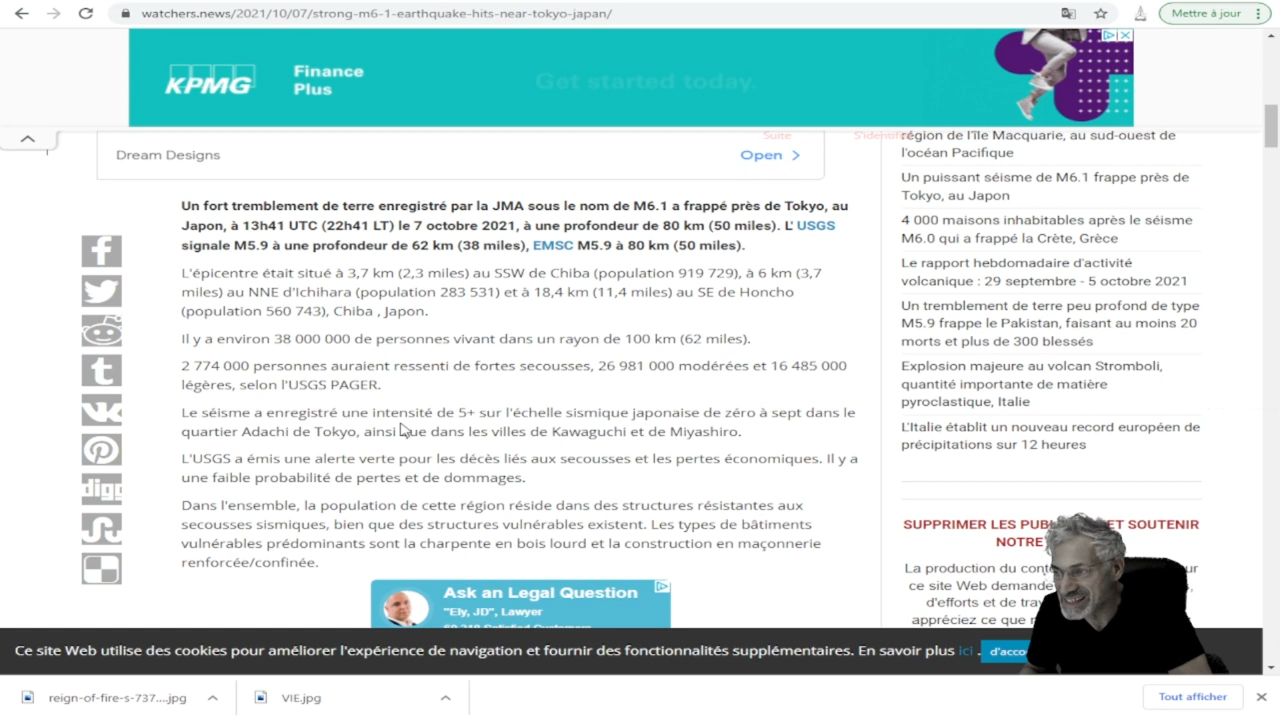 watchers.news/2021/10/07/strong-m6-1-earthquake-hits-near-tokyo-japan/
Mettre à jour
KPMG
Finance
Plus
Get started today.
Suite
S'identif
Dream Designs
Open
Un fort tremblement de terre enregistré par la JMA sous le nom de M6.1 a frappé près de Tokyo, au
Japon, à 13h41 UTC (22h41 LT) le 7 octobre 2021, à une profondeur de 80 km (50 miles). L' USGS
signale M5.9 à une profondeur de 62 km (38 miles), EMSC M5.9 à 80 km (50 miles).
L'épicentre était situé à 3,7 km (2,3 miles) au SSW de Chiba (population 919 729), à 6 km (3,7
miles) au NNE d'Ichihara (population 283 531) et à 18,4 km (11,4 miles) au SE de Honcho
(population 560 743), Chiba , Japon.
Il y a environ 38 000 000 de personnes vivant dans un rayon de 100 km (62 miles).
2 774 000 personnes auraient ressenti de fortes secousses, 26 981 000 modérées et 16 485 000
légères, selon l'USGS PAGER.
Le séisme a enregistré une intensité de 5+ sur l'échelle sismique japonaise de zéro à sept dans le
quartier Adachi de Tokyo, ainsi que dans les villes de Kawaguchi et de Miyashiro.
L'USGS a émis une alerte verte pour les décès liés aux secousses et les pertes économiques. Il y a
une faible probabilité de pertes et de dommages.
Dans l'ensemble, la population de cette région réside dans des structures résistantes aux
secousses sismiques, bien que des structures vulnérables existent. Les types de bâtiments
vulnérables prédominants sont la charpente en bois lourd et la construction en maçonnerie
renforcée/confinée.
Ask an Legal Question
"Ely, JD", Lawyer
région de l'île Macquarie, au sud-ouest de
l'océan Pacifique
Un puissant séisme de M6.1 frappe près de
Tokyo, au Japon
4 000 maisons inhabitables après le séisme
M6.0 qui a frappé la Crète, Grèce
Le rapport hebdomadaire d'activité
volcanique : 29 septembre - 5 octobre 2021
Un tremblement de terre peu profond de type
M5.9 frappe le Pakistan, faisant au moins 20
morts et plus de 300 blessés
Explosion majeure au volcan Stromboli,
quantité importante de matière
pyroclastique, Italie
L'Italie établit un nouveau record européen de
précipitations sur 12 heures
SUPPRIMER LES PUB ET SOUTENIR
NOTRE
La production du cont ur
ce site Web demande
d'efforts et de trav
appréciez ce que n
digg
Ce site Web utilise des cookies pour améliorer l'expérience de navigation et fournir des fonctionnalités supplémentaires. En savoir plus ici . d'acco
reign-of-fire-s-737....jpg
VIE.jpg
Tout afficher